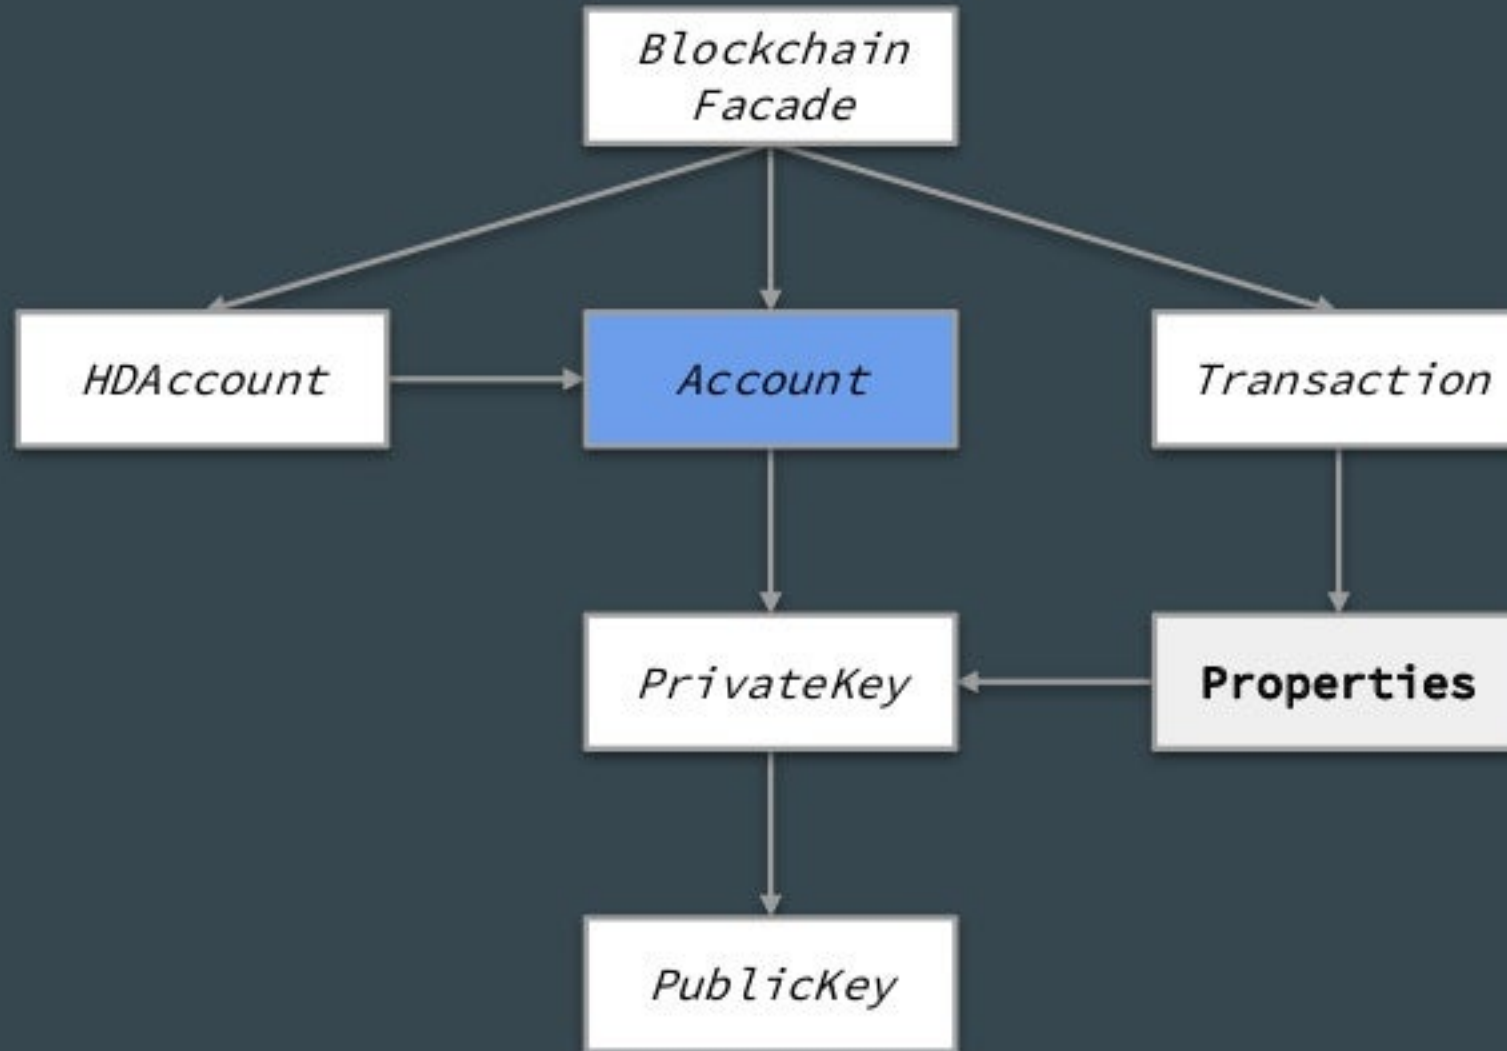 Blockchain
Facade
HDAccount
Account
Transaction
PrivateKey
Properties
PublicKey